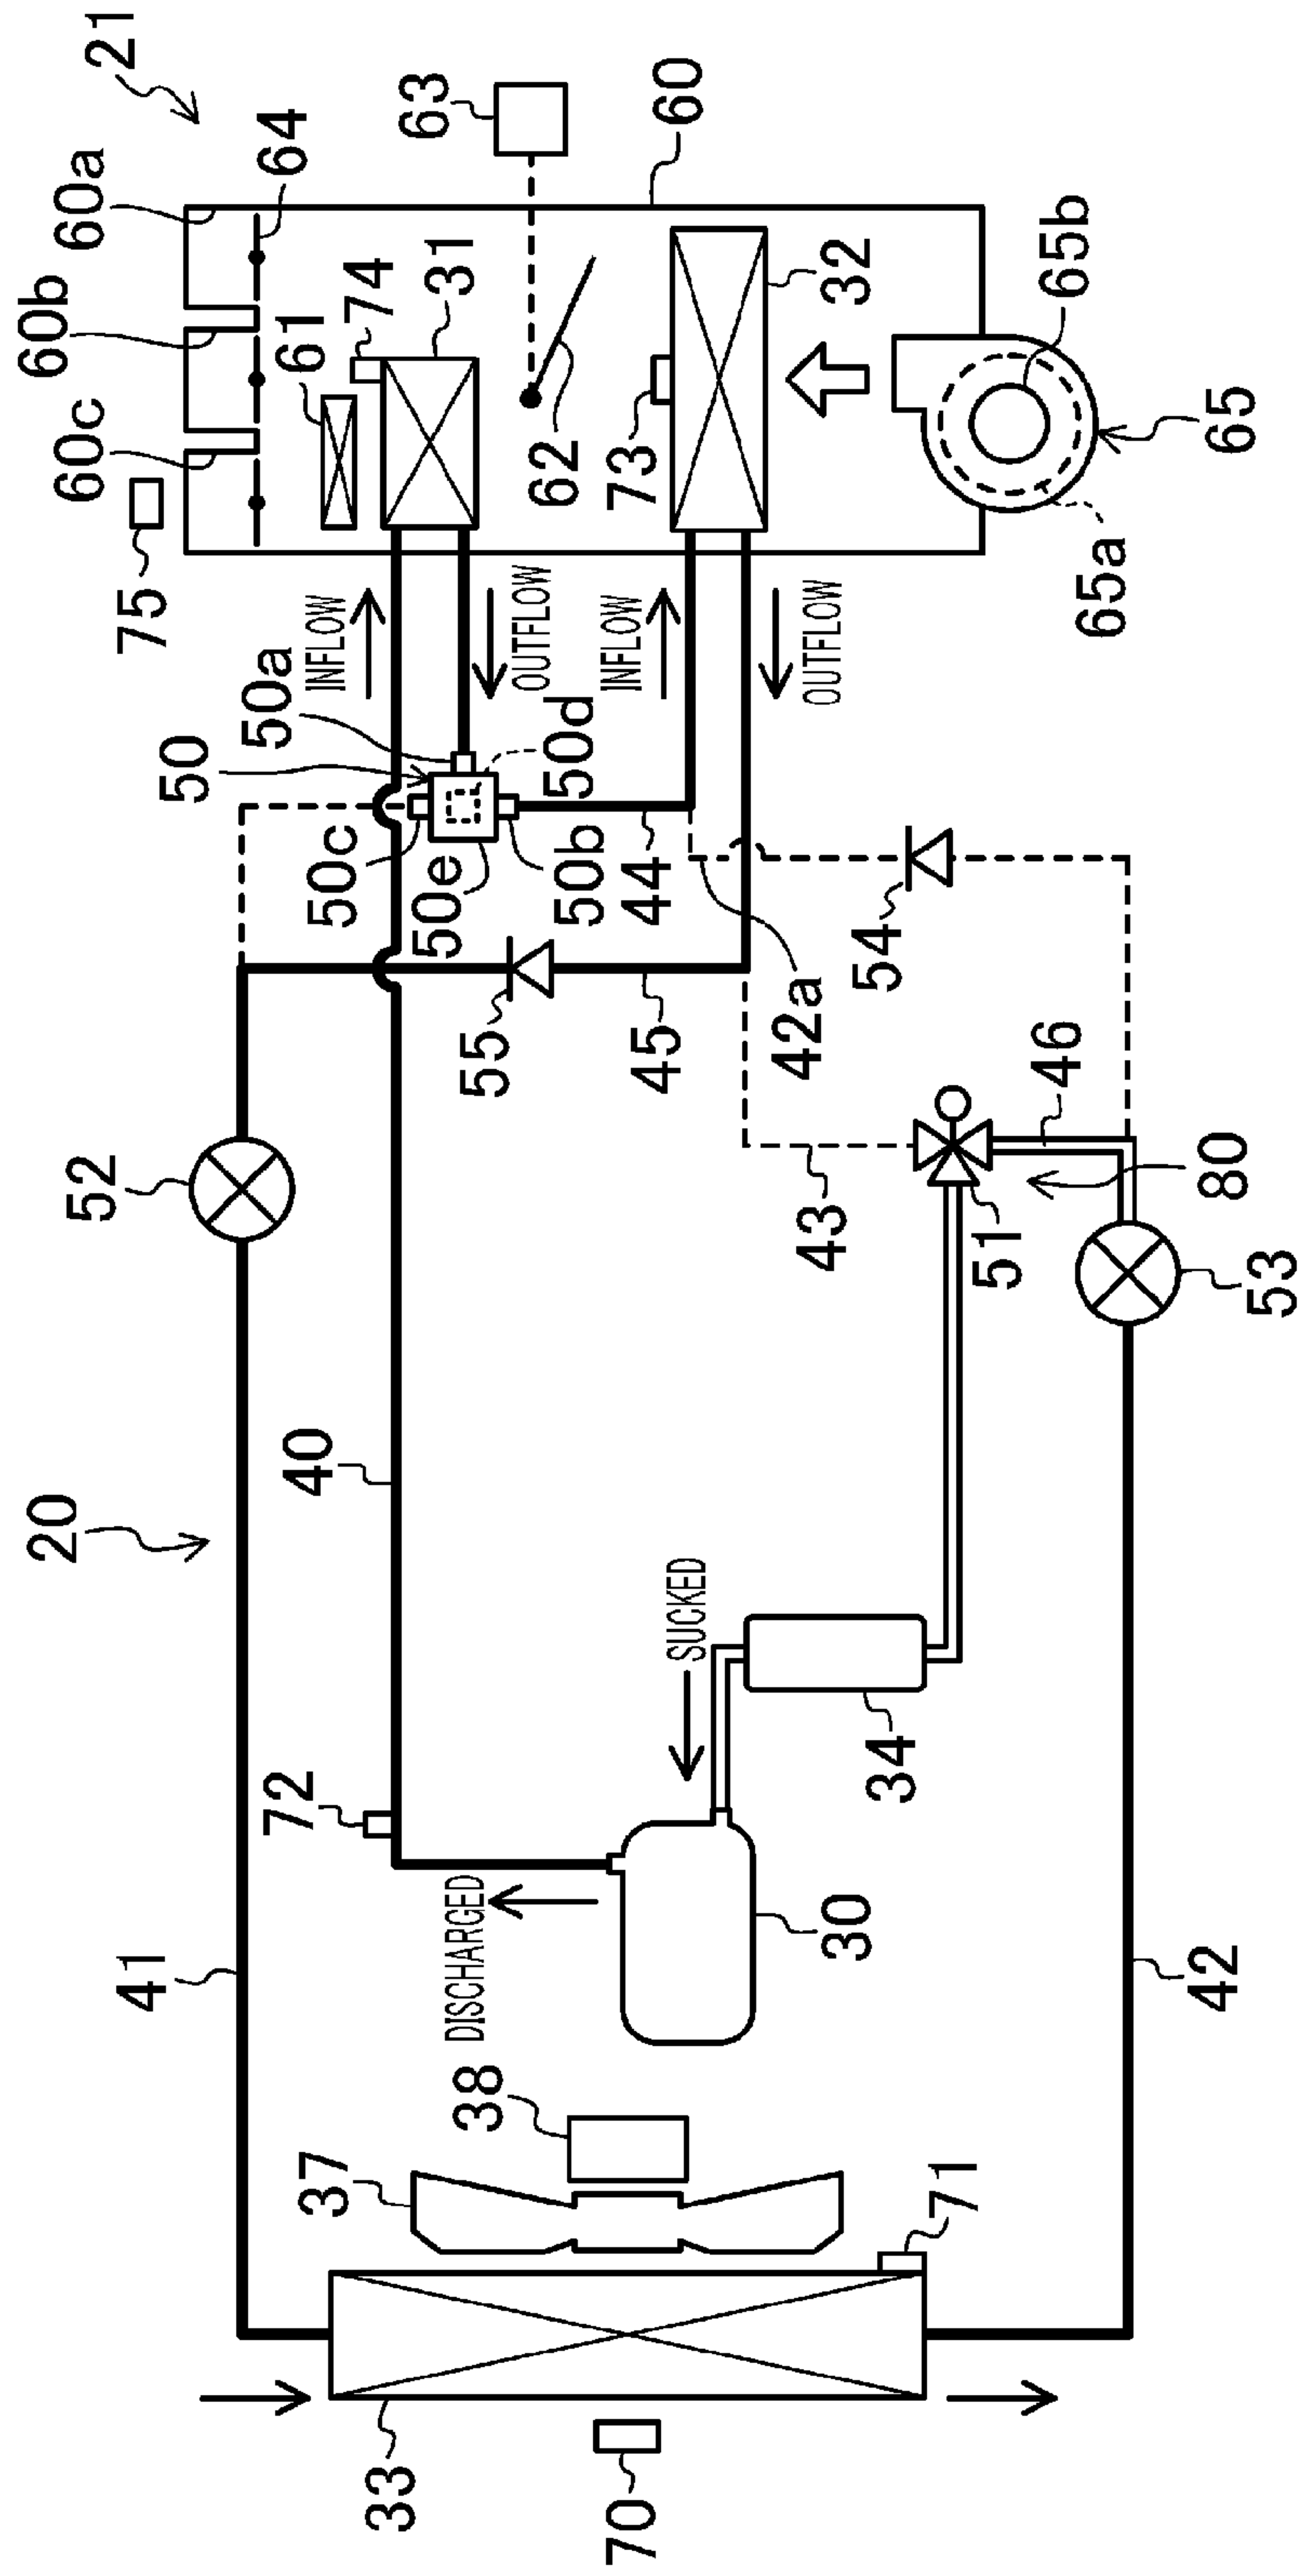 20
21
41
52
60c
60b
60a
75
64
72
40
INFLOW
61
74
31
63
50
50a
50c
50e
50d
50b
OUTFLOW
33
37
38
DISCHARGED
55
62
60
70
30
SUCKED
45
44
INFLOW
73
32
71
34
43
42a
54
OUTFLOW
51
46
65a
65b
42
53
80
65